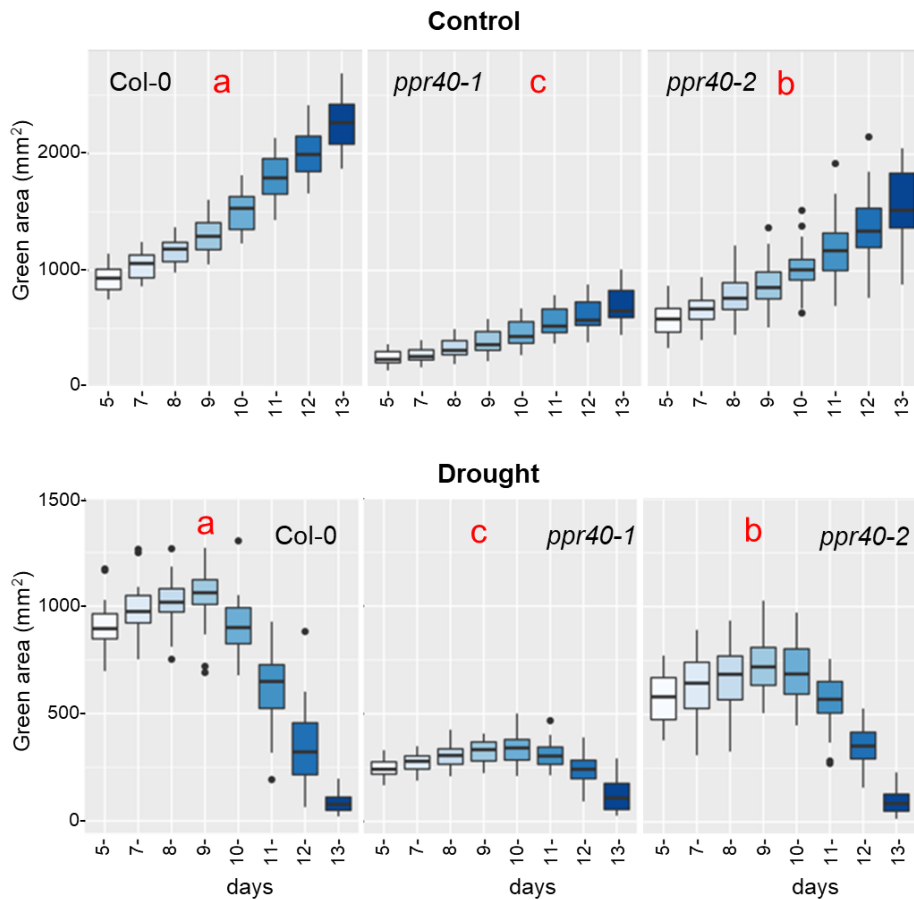 Control
Col-0 a
ppr40-1 c
ppr40-2 b
Green area (mm²)
2000-
1000-
0-
5- 7- 8- 9- 10- 11- 12- 13-
5- 7- 8- 9- 10- 11- 12- 13-
5- 7- 8- 9- 10- 11- 12- 13-
Drought
a Col-0
c ppr40-1
b ppr40-2
Green area (mm²)
1500-
1000-
500-
0-
5- 7- 8- 9- 10- 11- 12- 13-
5- 7- 8- 9- 10- 11- 12- 13-
5- 7- 8- 9- 10- 11- 12- 13-
days
days
days